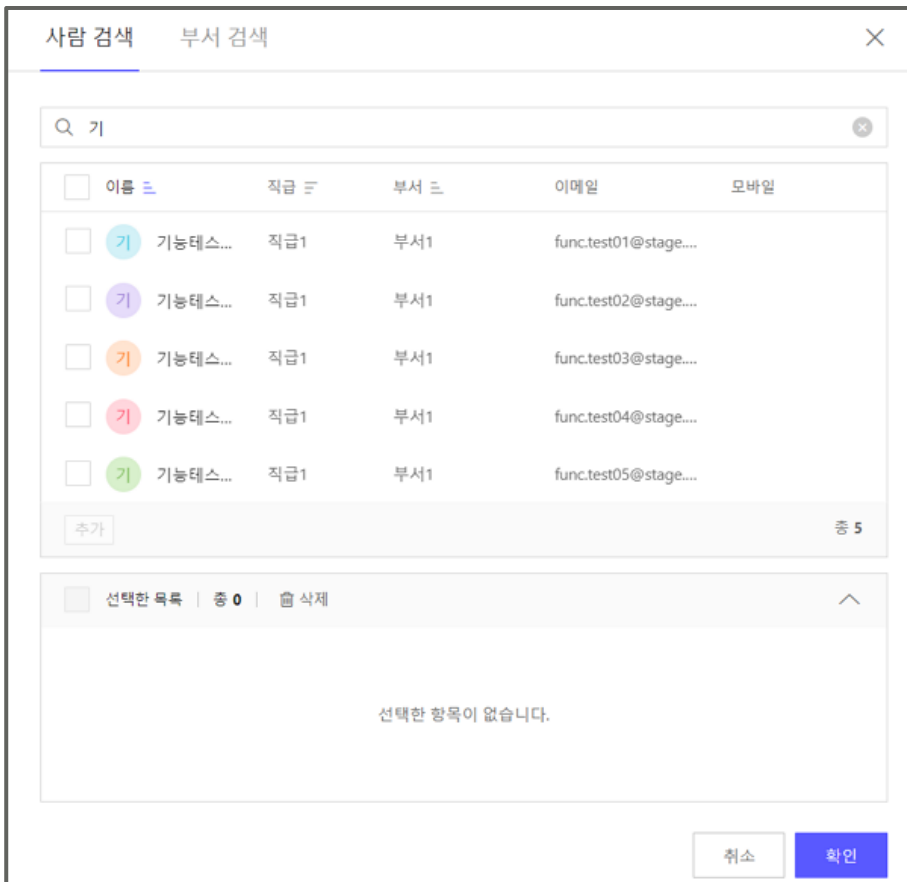 사람 검색 부서 검색
기
이름 직급 부서 이메일 모바일
기 기능테스... 직급1 부서1 func.test01@stage....
기 기능테스... 직급1 부서1 func.test02@stage....
기 기능테스... 직급1 부서1 func.test03@stage....
기 기능테스... 직급1 부서1 func.test04@stage....
기 기능테스... 직급1 부서1 func.test05@stage....
추가 총 5
선택한 목록 | 총 0 | 삭제
선택한 항목이 없습니다.
취소 확인